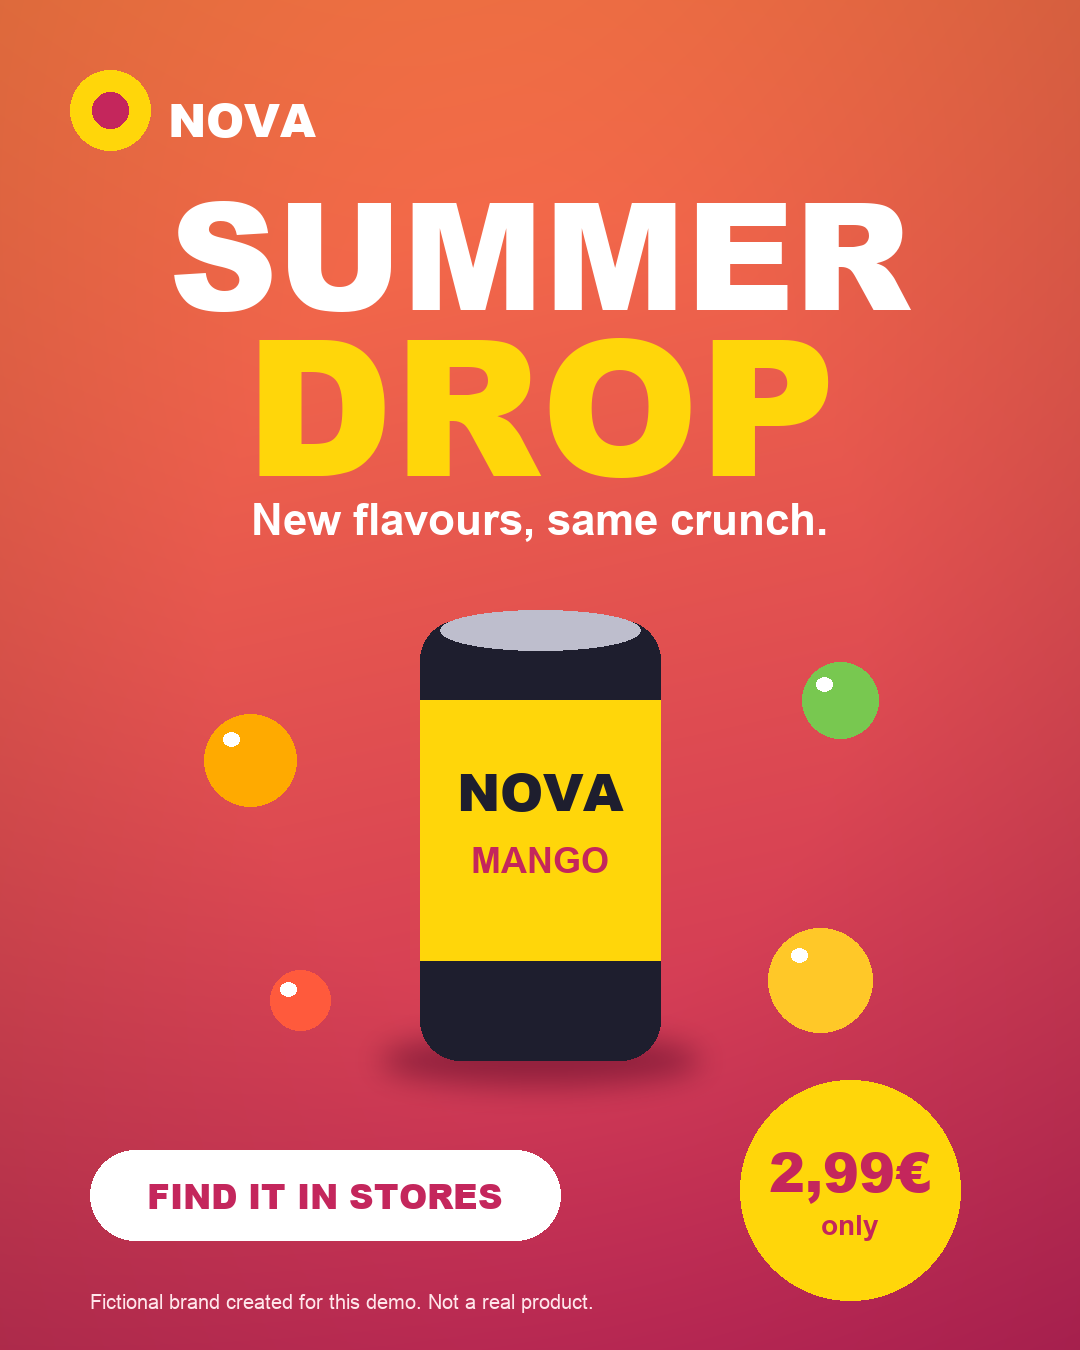 NOVA
SUMMER
DROP
New flavours, same crunch.
NOVA
MANGO
2,99€
only
FIND IT IN STORES
Fictional brand created for this demo. Not a real product.